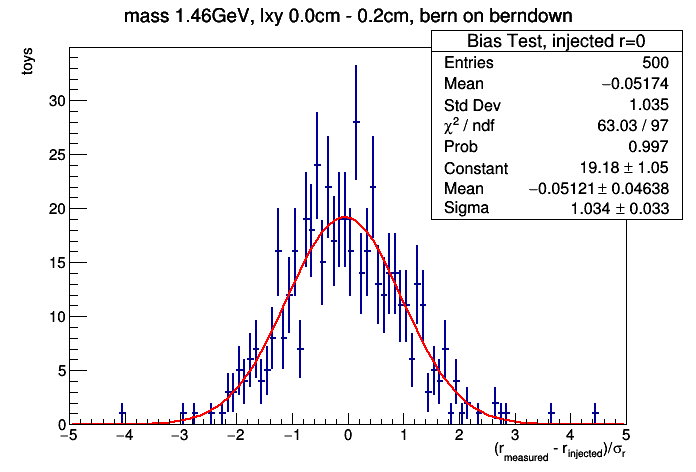 mass 1.46GeV, lxy 0.0cm - 0.2cm, bern on berndown
Bias Test, injected r=0
Entries 500
Mean −0.05174
Std Dev 1.035
χ² / ndf 63.03 / 97
Prob 0.997
Constant 19.18 ± 1.05
Mean −0.05121 ± 0.04638
Sigma 1.034 ± 0.033
toys
30
25
20
15
10
5
0
−5 −4 −3 −2 −1 0 1 2 3 4 5
(r_measured - r_injected)/σ_r